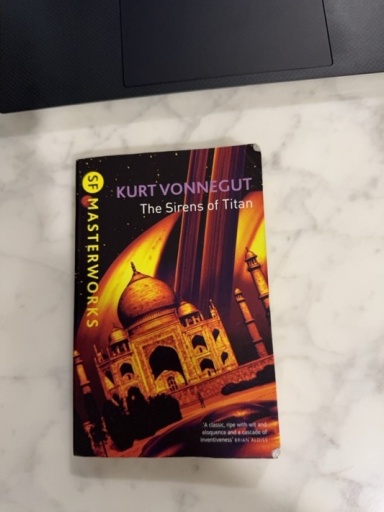 SF MASTERWORKS
KURT VONNEGUT
The Sirens of Titan
'A classic, ripe with wit and
eloquence and a cascade of
inventiveness' BRIAN ALDISS